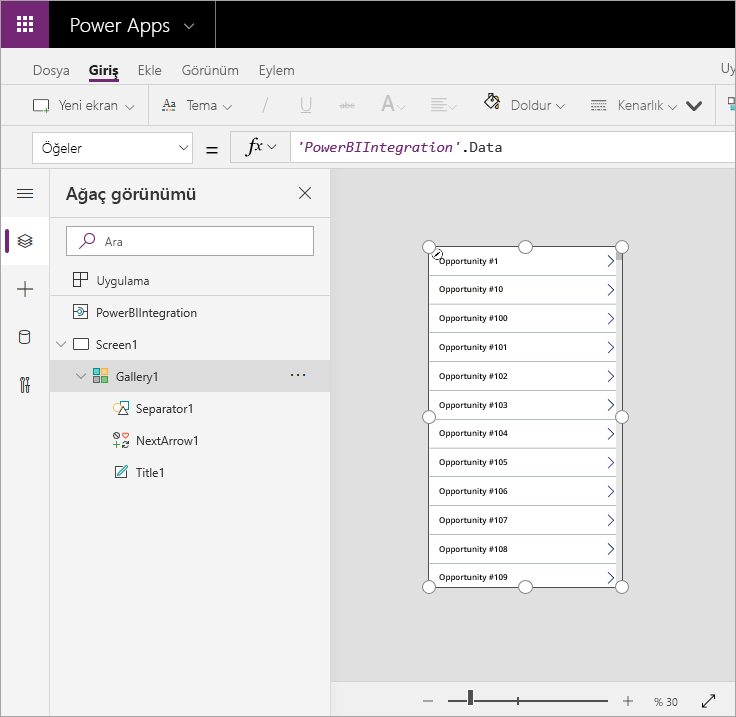 Power Apps
Dosya Giriş Ekle Görünüm Eylem Uy
Yeni ekran Aa Tema / U abc A Doldur Kenarlık
Öğeler = fx 'PowerBIIntegration'.Data
Ağaç görünümü
Ara
Uygulama
PowerBIIntegration
Screen1
Gallery1 ...
Separator1
NextArrow1
Title1
Opportunity #1
Opportunity #10
Opportunity #100
Opportunity #101
Opportunity #102
Opportunity #103
Opportunity #104
Opportunity #105
Opportunity #106
Opportunity #107
Opportunity #108
Opportunity #109
% 30